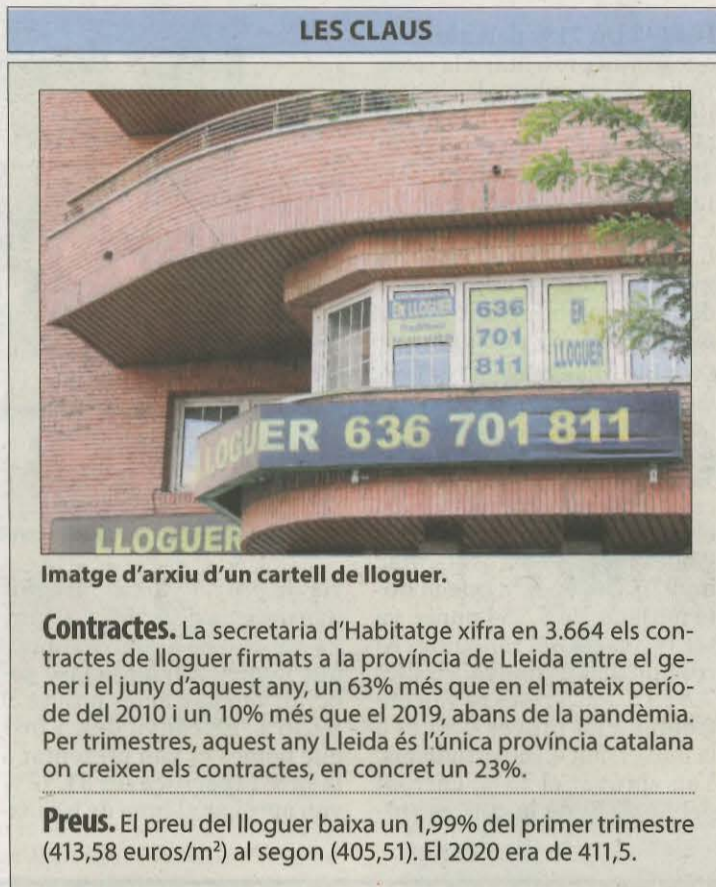 LES CLAUS
EN LLOGUER
636
701
811
EN
LLOGUER
LLOGUER 636 701 811
LLOGUER
Imatge d'arxiu d'un cartell de lloguer.
Contractes. La secretaria d'Habitatge xifra en 3.664 els con-
tractes de lloguer firmats a la província de Lleida entre el ge-
ner i el juny d'aquest any, un 63% més que en el mateix perío-
de del 2010 i un 10% més que el 2019, abans de la pandèmia.
Per trimestres, aquest any Lleida és l'única província catalana
on creixen els contractes, en concret un 23%.
Preus. El preu del lloguer baixa un 1,99% del primer trimestre
(413,58 euros/m²) al segon (405,51). El 2020 era de 411,5.